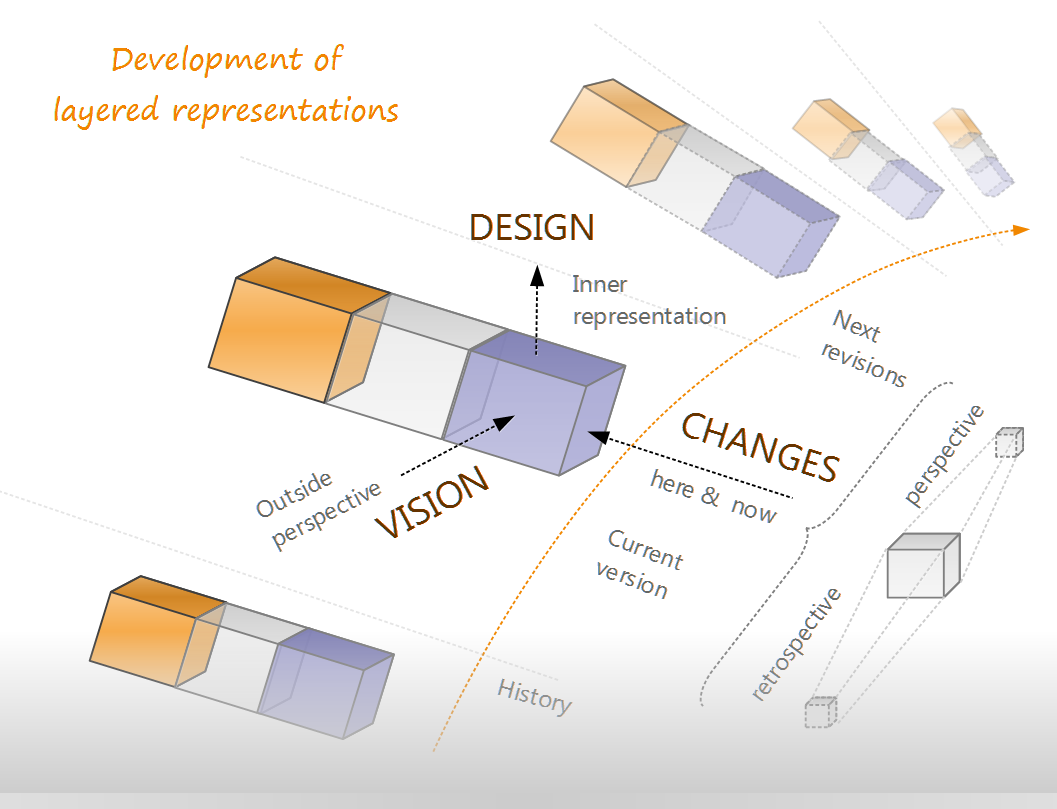 Development of
layered representations
DESIGN
Inner
representation
Next
revisions
CHANGES
here & now
perspective
Outside
perspective
VISION
Current
version
retrospective
History